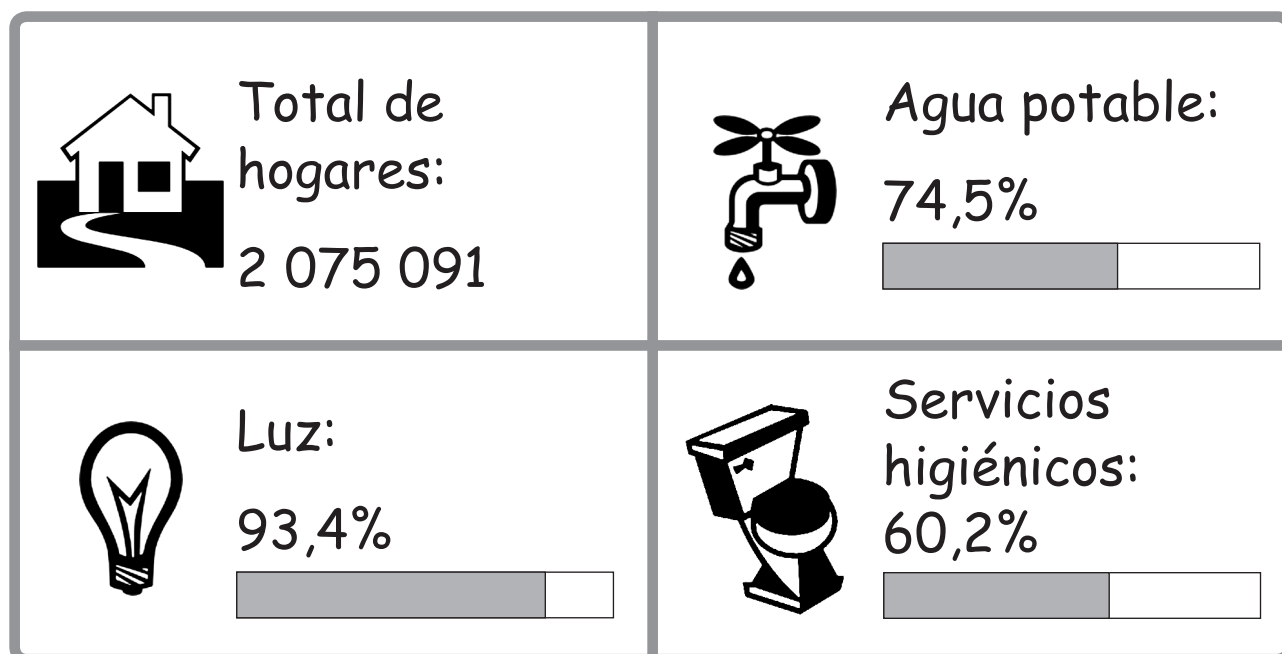 Total de
hogares:
2 075 091
Agua potable:
74,5%
Luz:
93,4%
Servicios
higiénicos:
60,2%